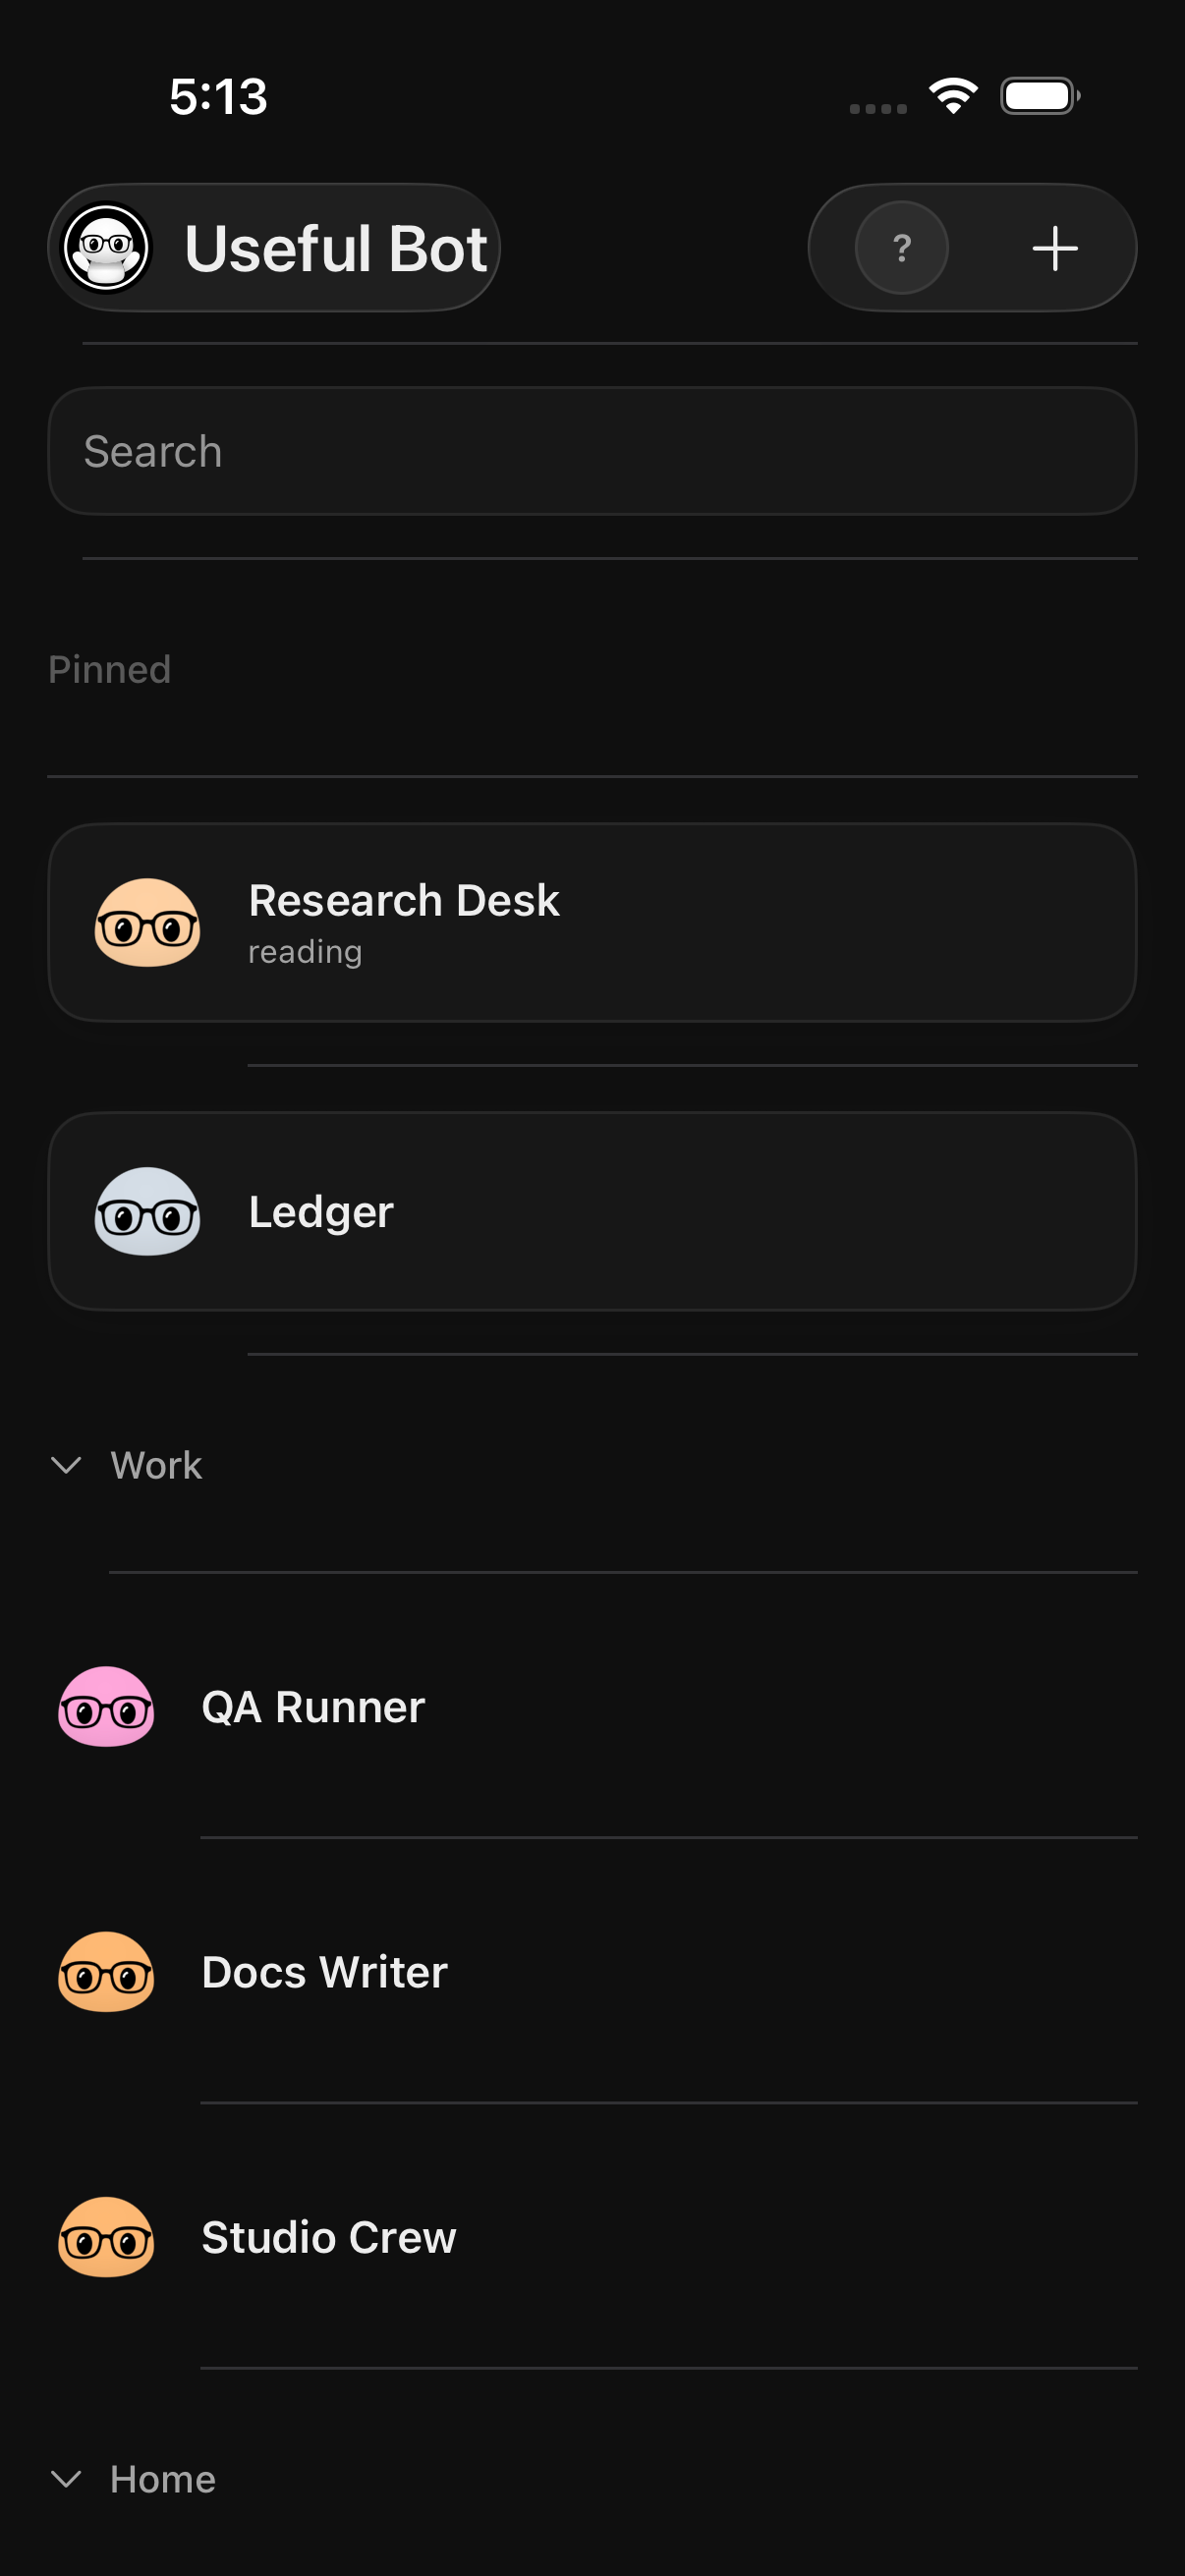 5:13
Useful Bot
?
Search
Pinned
Research Desk
reading
Ledger
Work
QA Runner
Docs Writer
Studio Crew
Home